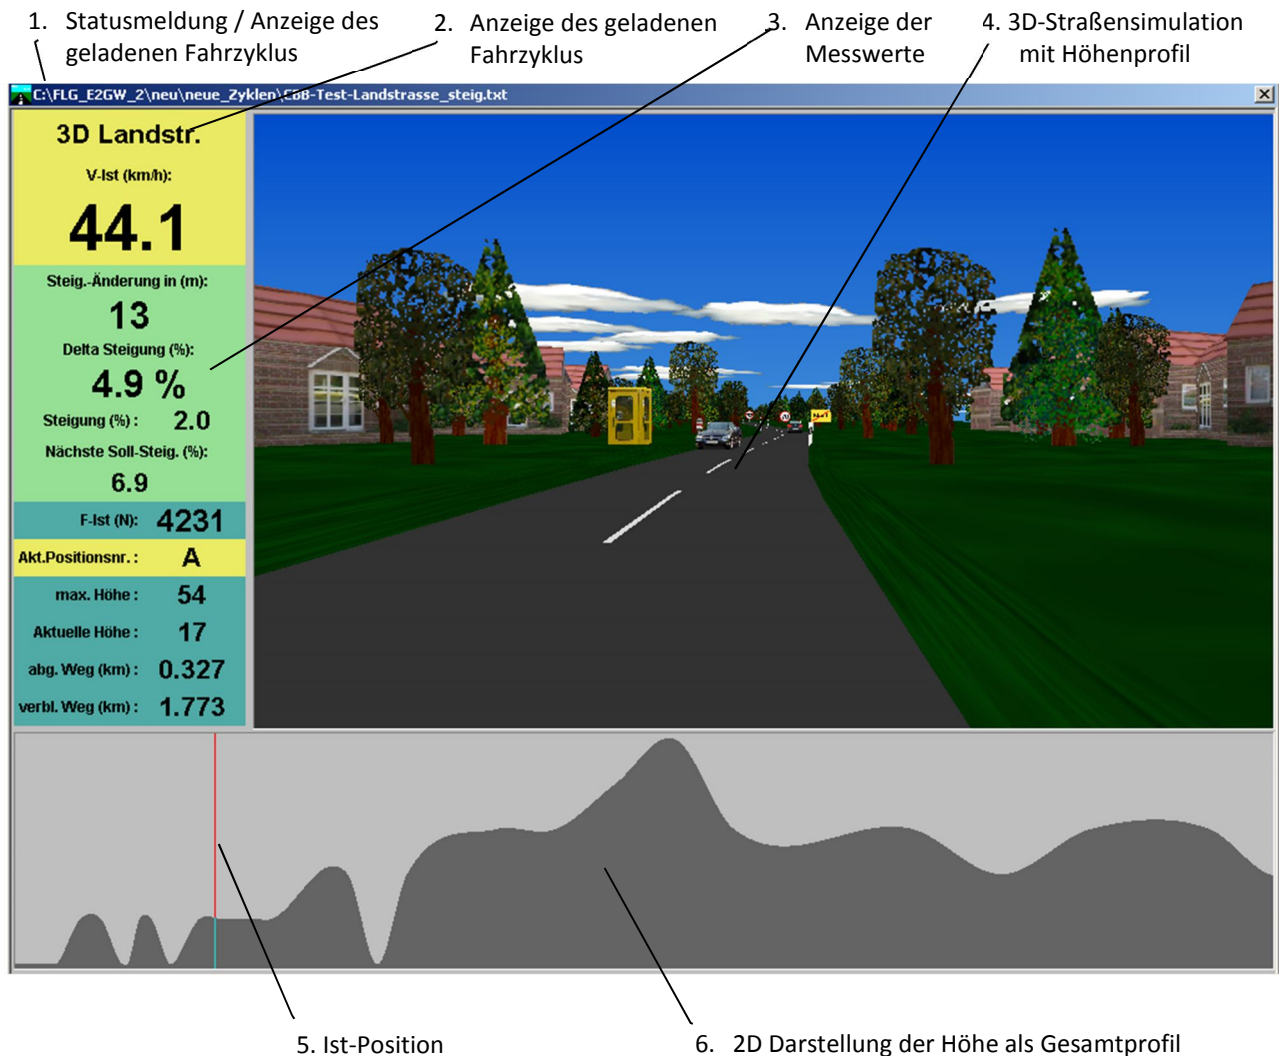 1. Statusmeldung / Anzeige des
geladenen Fahrzyklus
2. Anzeige des geladenen
Fahrzyklus
3. Anzeige der
Messwerte
4. 3D-Straßensimulation
mit Höhenprofil
C:\FLG_E2GW_2\neu\neue_Zyklen\CBB-Test-Landstrasse_steig.txt
3D Landstr.
V-Ist (km/h):
44.1
Steig.-Änderung in (m):
13
Delta Steigung (%):
4.9 %
Steigung (%) : 2.0
Nächste Soll-Steig. (%):
6.9
F-Ist (N): 4231
Akt.Positionsnr. : A
max. Höhe : 54
Aktuelle Höhe : 17
abg. Weg (km) : 0.327
verbl. Weg (km) : 1.773
5. Ist-Position
6. 2D Darstellung der Höhe als Gesamtprofil